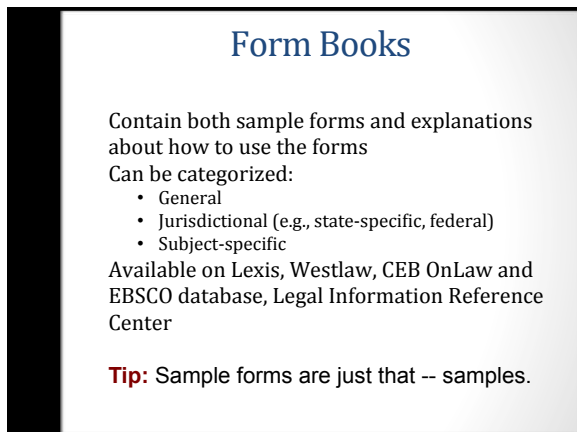 Form Books
Contain both sample forms and explanations
about how to use the forms
Can be categorized:
• General
• Jurisdictional (e.g., state-specific, federal)
• Subject-specific
Available on Lexis, Westlaw, CEB OnLaw and
EBSCO database, Legal Information Reference
Center
Tip: Sample forms are just that -- samples.